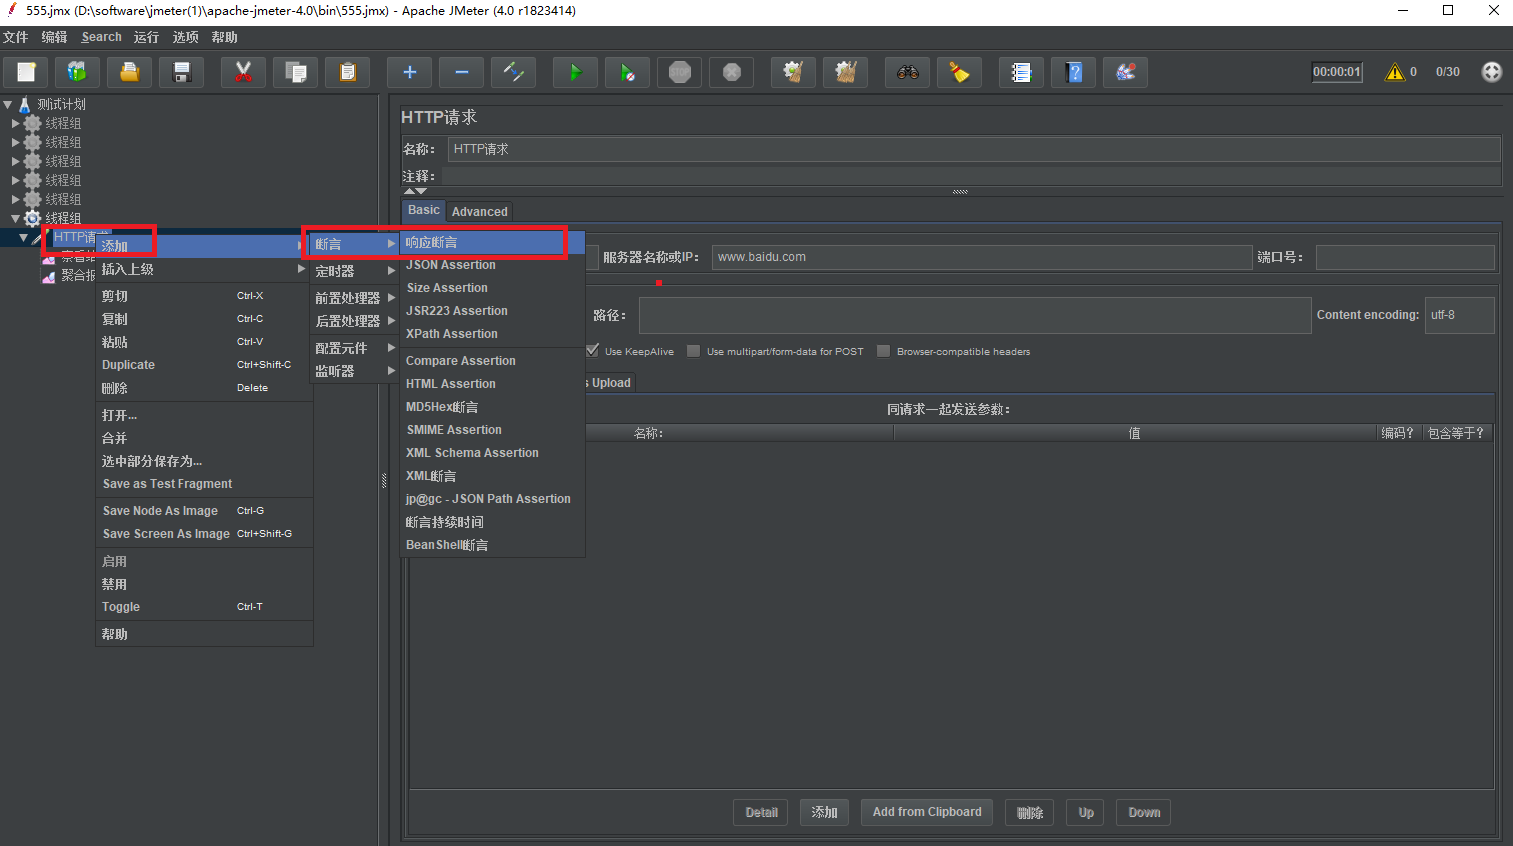 555.jmx (D:\software\jmeter(1)\apache-jmeter-4.0\bin\555.jmx) - Apache JMeter (4.0 r1823414)
文件 编辑 Search 运行 选项 帮助
STOP 00:00:01 0 0/30
测试计划
线程组
线程组
线程组
线程组
线程组
线程组
HTTP请求
聚合报
添加
插入上级
剪切 Ctrl-X
复制 Ctrl-C
粘贴 Ctrl-V
Duplicate Ctrl+Shift-C
删除 Delete
打开...
合并
选中部分保存为...
Save as Test Fragment
Save Node As Image Ctrl-G
Save Screen As Image Ctrl+Shift-G
启用
禁用
Toggle Ctrl-T
帮助
断言
定时器
前置处理器
后置处理器
配置元件
监听器
响应断言
JSON Assertion
Size Assertion
JSR223 Assertion
XPath Assertion
Compare Assertion
HTML Assertion
MD5Hex断言
SMIME Assertion
XML Schema Assertion
XML断言
jp@gc - JSON Path Assertion
断言持续时间
BeanShell断言
HTTP请求
名称： HTTP请求
注释：
Basic Advanced
服务器名称或IP： www.baidu.com 端口号：
路径： Content encoding: utf-8
Use KeepAlive Use multipart/form-data for POST Browser-compatible headers
s Upload
同请求一起发送参数：
名称： 值 编码？ 包含等于？
Detail 添加 Add from Clipboard 删除 Up Down